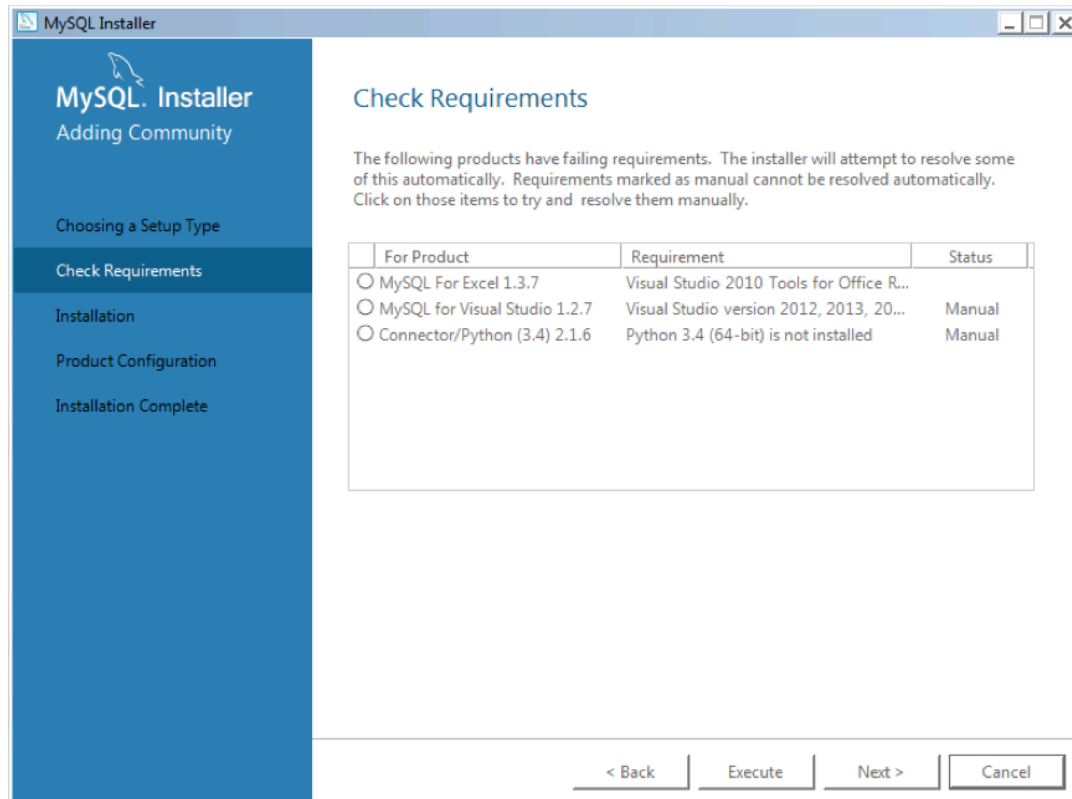 MySQL Installer
MySQL. Installer
Adding Community
Choosing a Setup Type
Check Requirements
Installation
Product Configuration
Installation Complete
Check Requirements
The following products have failing requirements. The installer will attempt to resolve some
of this automatically. Requirements marked as manual cannot be resolved automatically.
Click on those items to try and resolve them manually.
For Product Requirement Status
MySQL For Excel 1.3.7 Visual Studio 2010 Tools for Office R...
MySQL for Visual Studio 1.2.7 Visual Studio version 2012, 2013, 20... Manual
Connector/Python (3.4) 2.1.6 Python 3.4 (64-bit) is not installed Manual
< Back Execute Next > Cancel